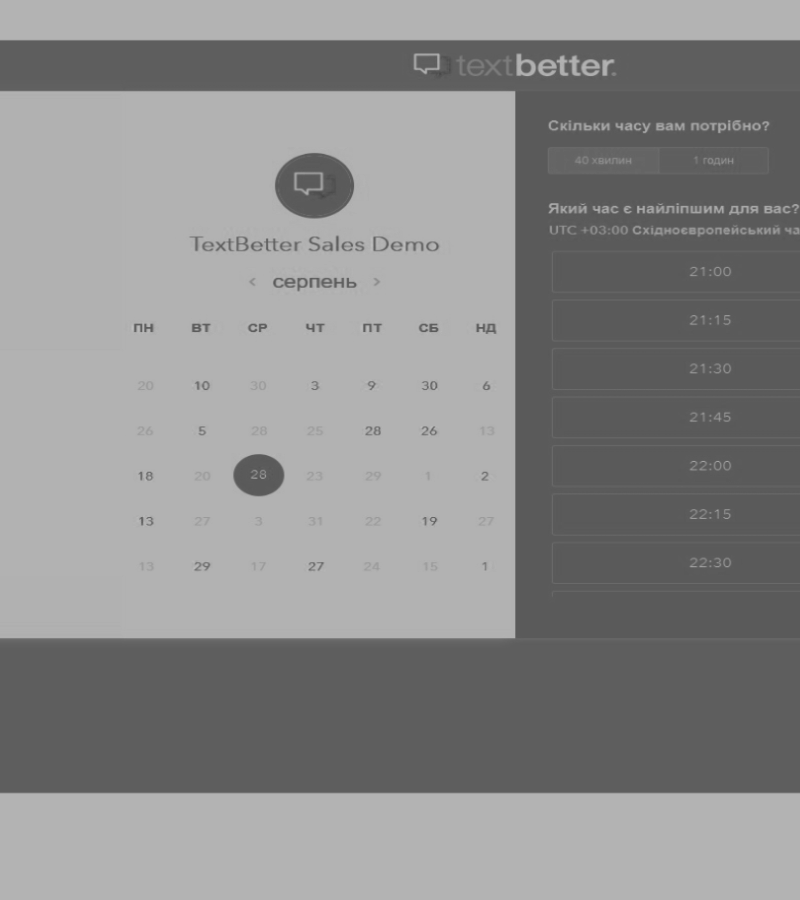 textbetter.
TextBetter Sales Demo
< серпень >
ПН ВТ СР ЧТ ПТ СБ НД
20 10 30 3 9 30 6
26 5 28 25 28 26 13
18 20 28 23 29 1 2
13 27 3 31 22 19 27
13 29 17 27 24 15 1
Скільки часу вам потрібно?
40 хвилин 1 годин
Який час є найліпшим для вас?
UTC +03:00 Східноєвропейський ча
21:00
21:15
21:30
21:45
22:00
22:15
22:30